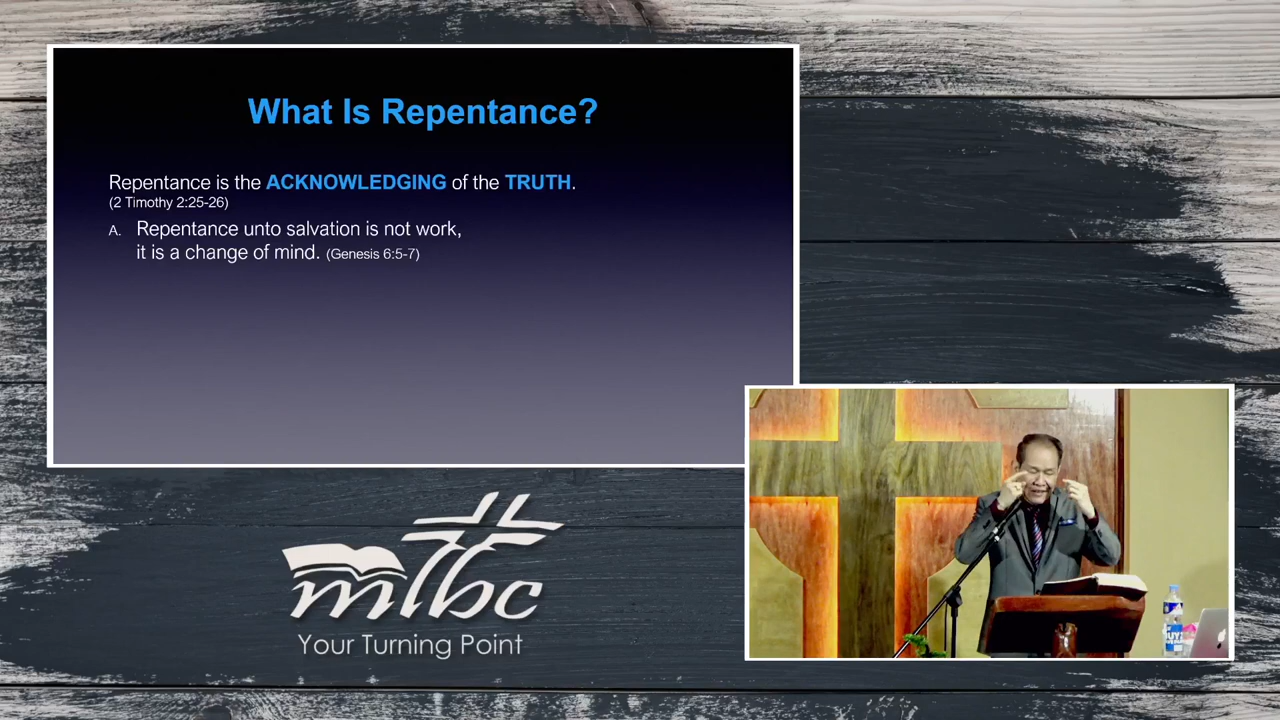 What Is Repentance?
Repentance is the ACKNOWLEDGING of the TRUTH.
(2 Timothy 2:25-26)
A. Repentance unto salvation is not work,
it is a change of mind. (Genesis 6:5-7)
mtbc
Your Turning Point